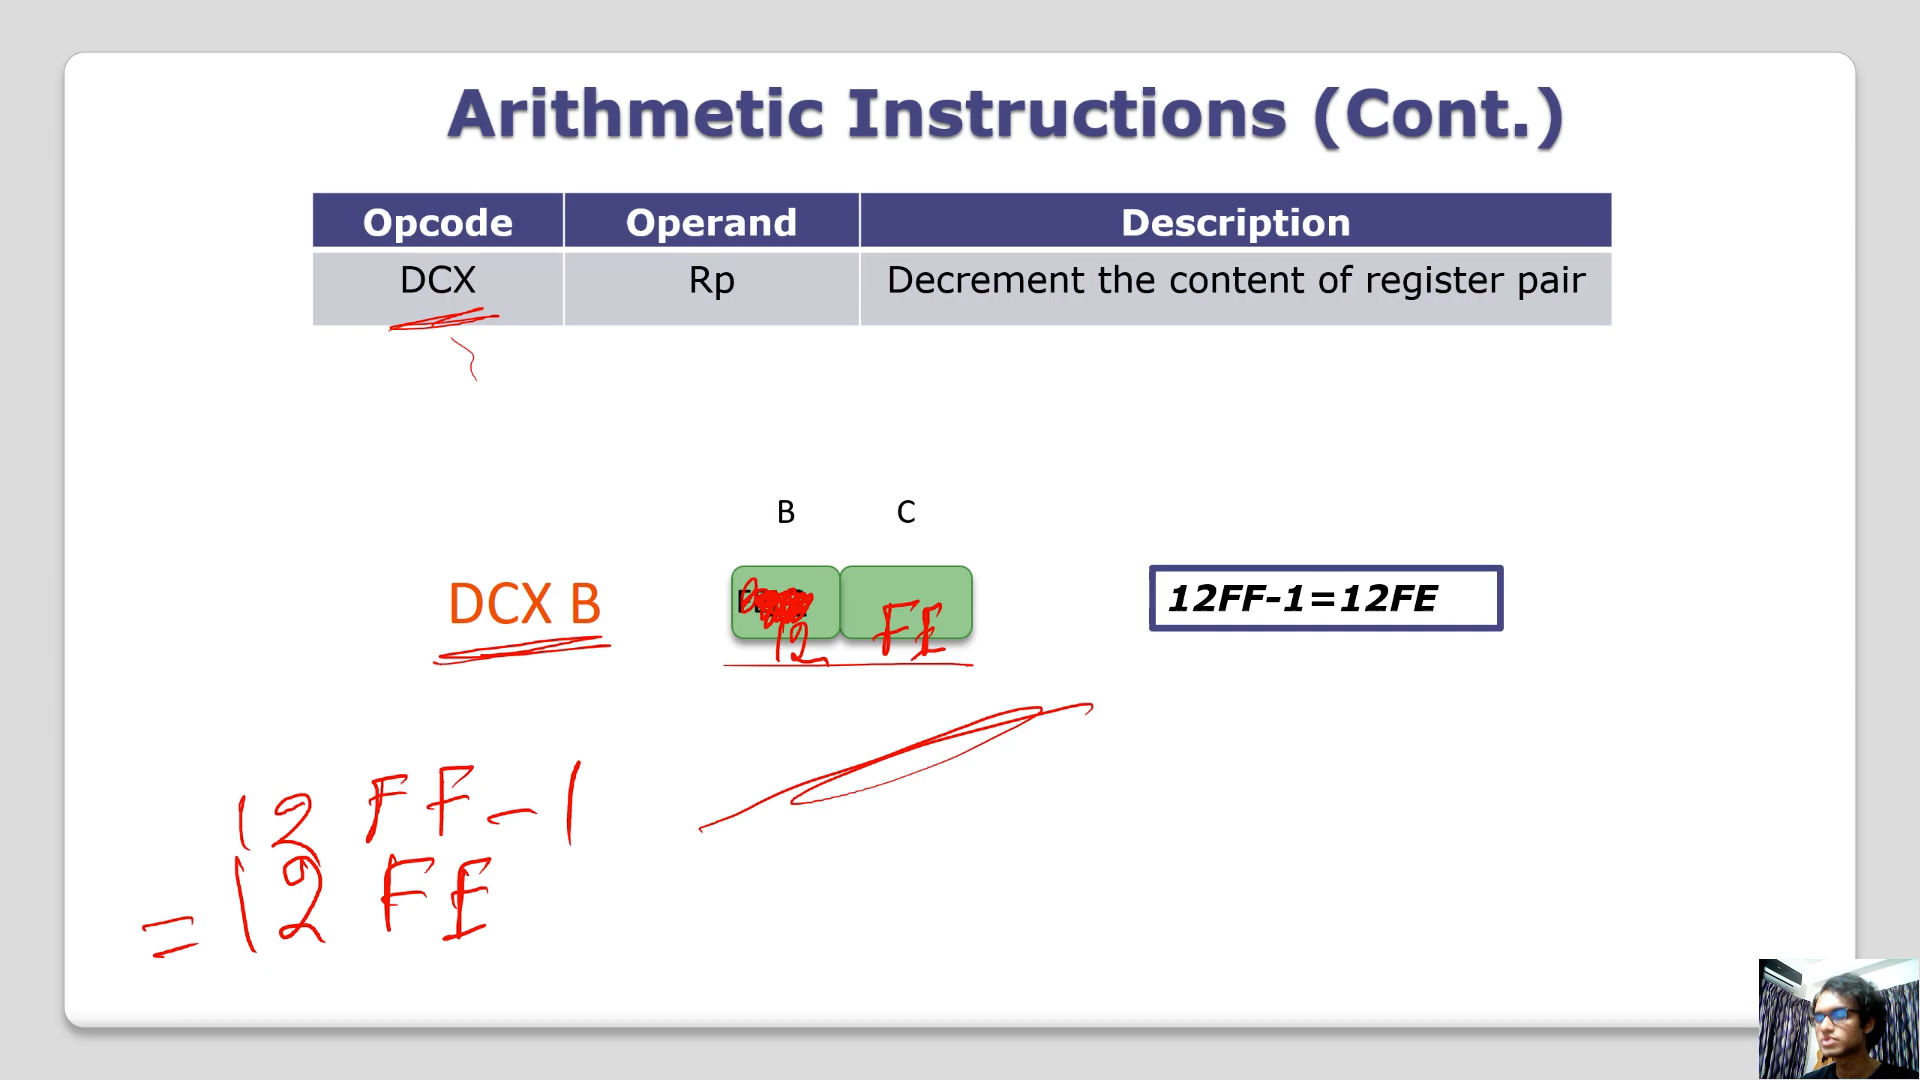 Arithmetic Instructions (Cont.)
Opcode Operand Description
DCX Rp Decrement the content of register pair
B C
DCX B
12 FE
12FF-1=12FE
12 FF-1
= 12 FE